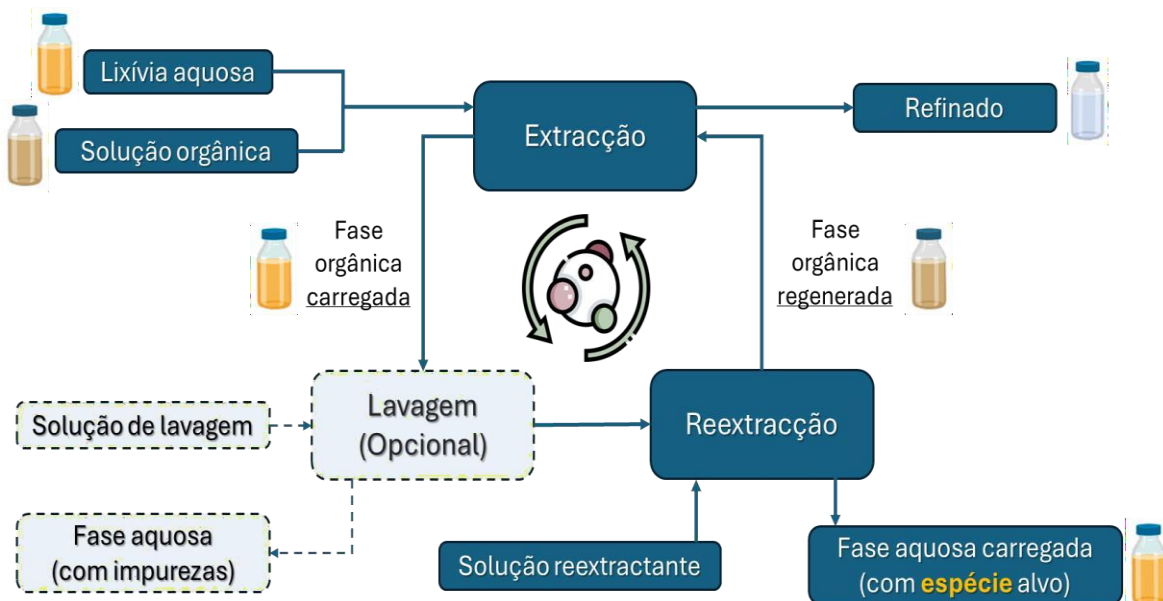 Lixívia aquosa
Solução orgânica
Extracção
Refinado
Fase
orgânica
carregada
Fase
orgânica
regenerada
Solução de lavagem
Lavagem
(Opcional)
Reextracção
Fase aquosa
(com impurezas)
Solução reextractante
Fase aquosa carregada
(com espécie alvo)